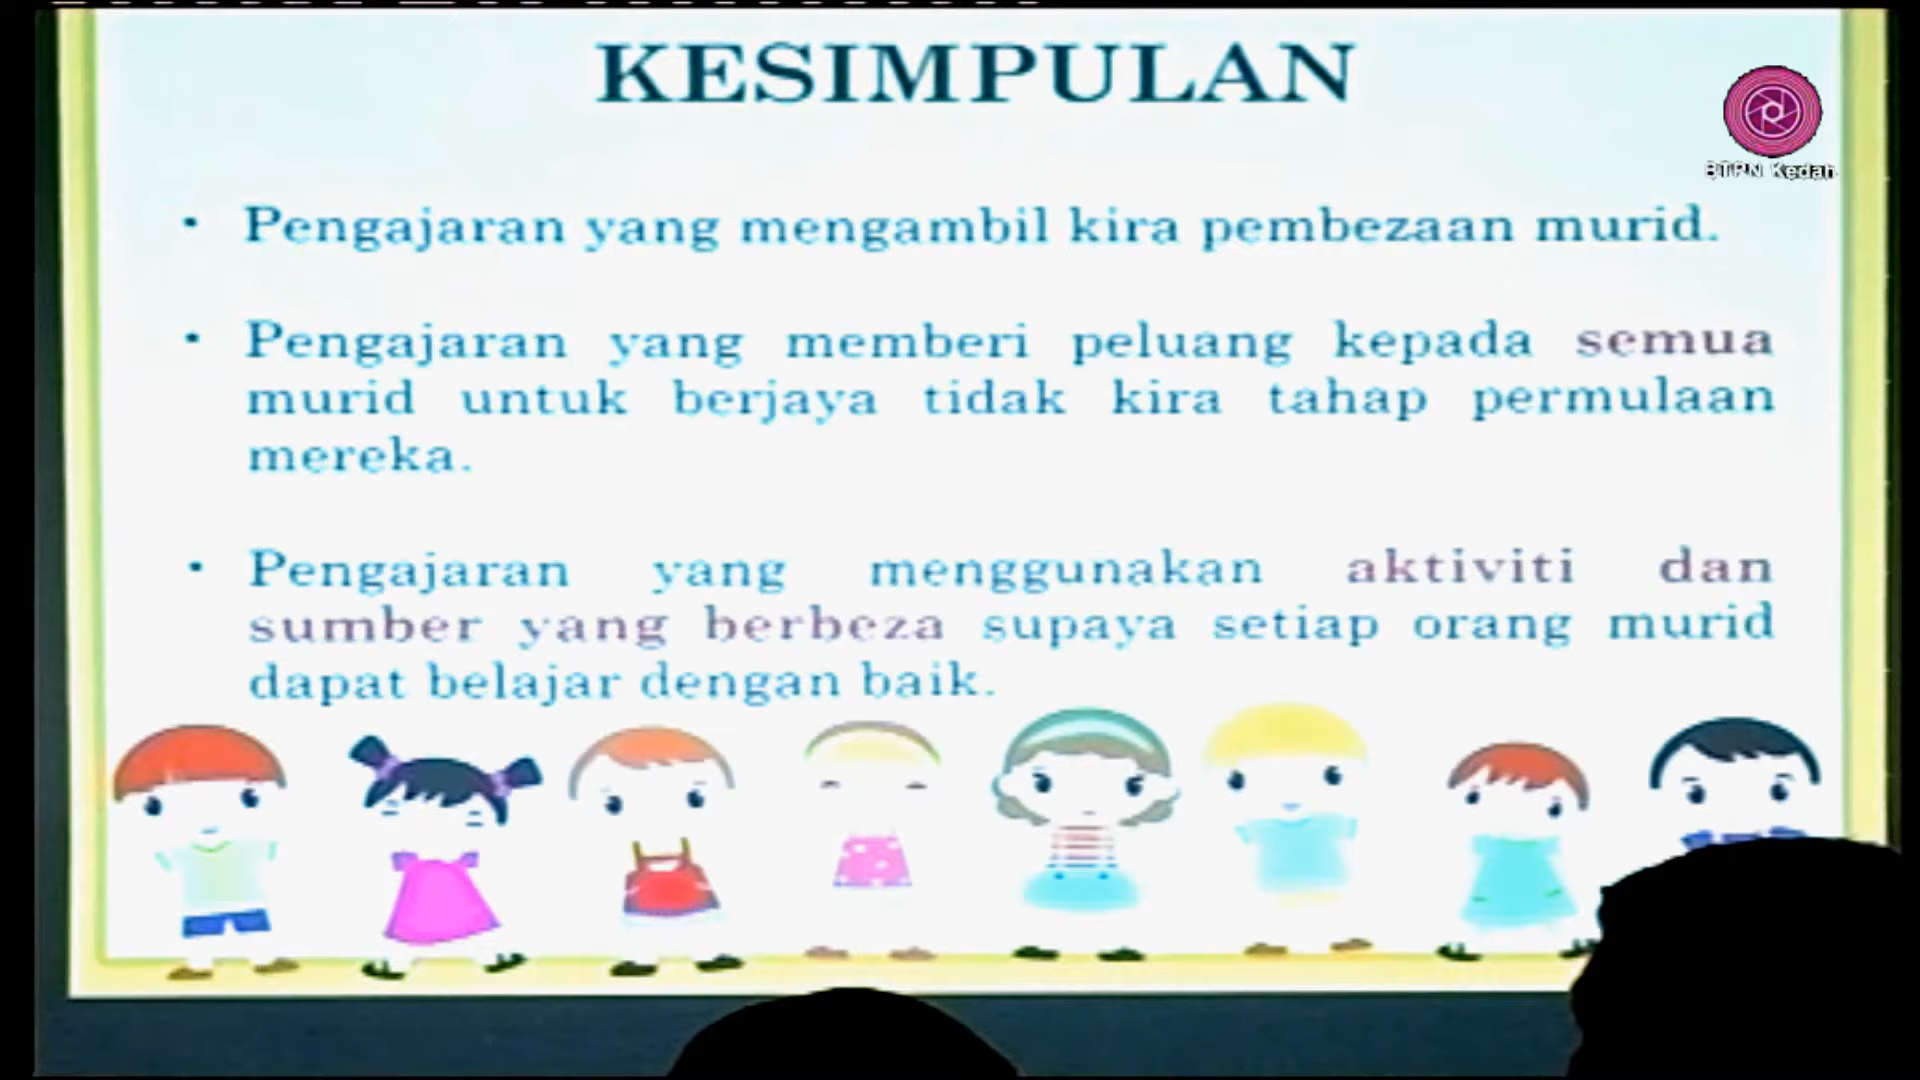 KESIMPULAN
BTPN Kedah
• Pengajaran yang mengambil kira pembezaan murid.
• Pengajaran yang memberi peluang kepada semua
murid untuk berjaya tidak kira tahap permulaan
mereka.
• Pengajaran yang menggunakan aktiviti dan
sumber yang berbeza supaya setiap orang murid
dapat belajar dengan baik.